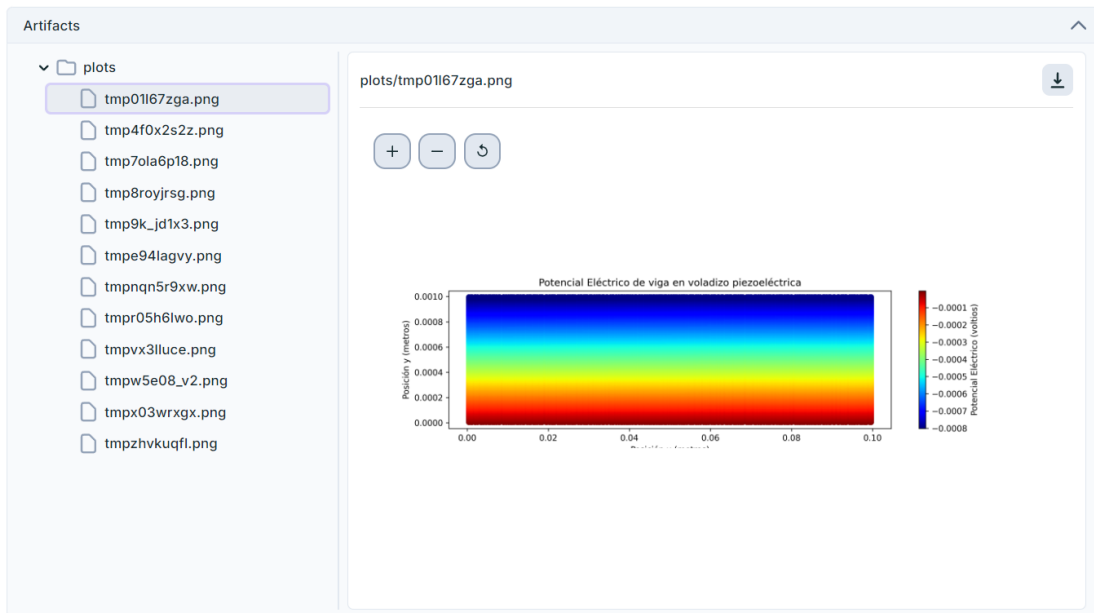 Artifacts
plots
tmp01l67zga.png
tmp4f0x2s2z.png
tmp7ola6p18.png
tmp8royjrsg.png
tmp9k_jd1x3.png
tmpe94lagvy.png
tmpnqn5r9xw.png
tmpr05h6lwo.png
tmpvx3lluce.png
tmpw5e08_v2.png
tmpx03wrxgx.png
tmpzhvkuqfl.png
plots/tmp01l67zga.png
Potencial Eléctrico de viga en voladizo piezoeléctrica
Posición y (metros)
0.0010
0.0008
0.0006
0.0004
0.0002
0.0000
0.00 0.02 0.04 0.06 0.08 0.10
−0.0001
−0.0002
−0.0003
−0.0004
−0.0005
−0.0006
−0.0007
−0.0008
Potencial Eléctrico (voltios)